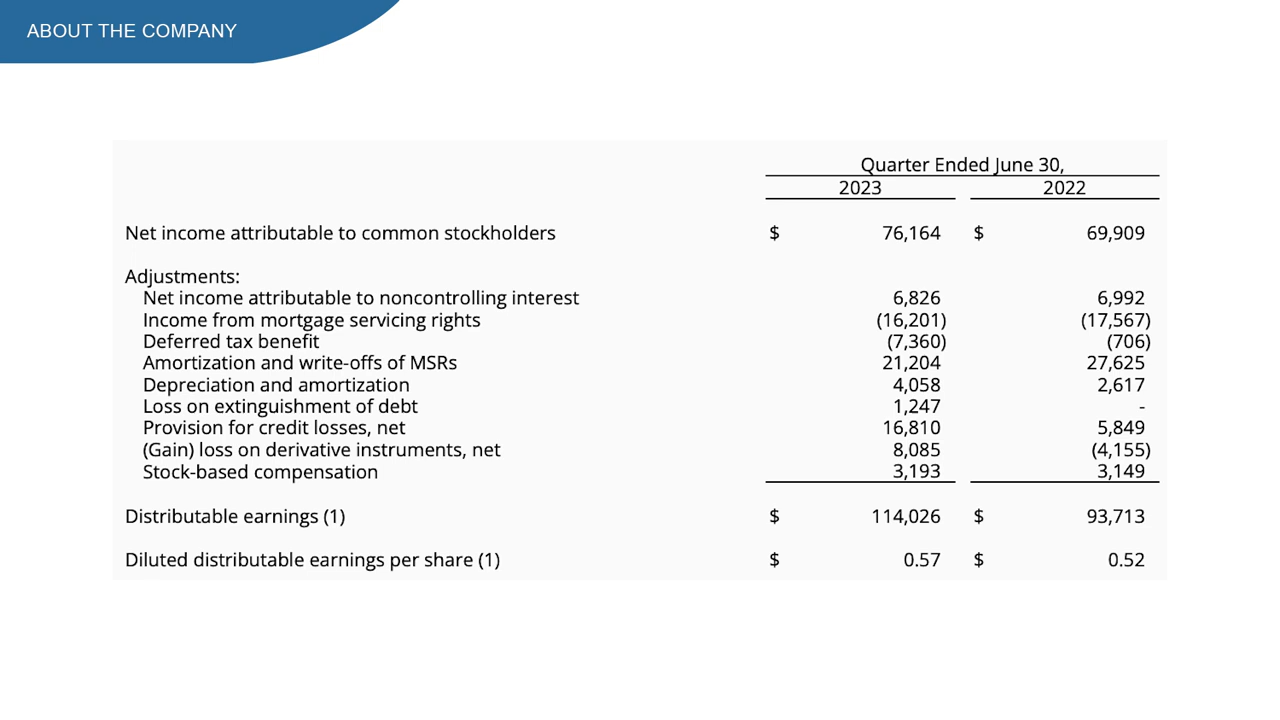 ABOUT THE COMPANY
Quarter Ended June 30,
2023 2022
Net income attributable to common stockholders $ 76,164 $ 69,909
Adjustments:
Net income attributable to noncontrolling interest 6,826 6,992
Income from mortgage servicing rights (16,201) (17,567)
Deferred tax benefit (7,360) (706)
Amortization and write-offs of MSRs 21,204 27,625
Depreciation and amortization 4,058 2,617
Loss on extinguishment of debt 1,247 -
Provision for credit losses, net 16,810 5,849
(Gain) loss on derivative instruments, net 8,085 (4,155)
Stock-based compensation 3,193 3,149
Distributable earnings (1) $ 114,026 $ 93,713
Diluted distributable earnings per share (1) $ 0.57 $ 0.52